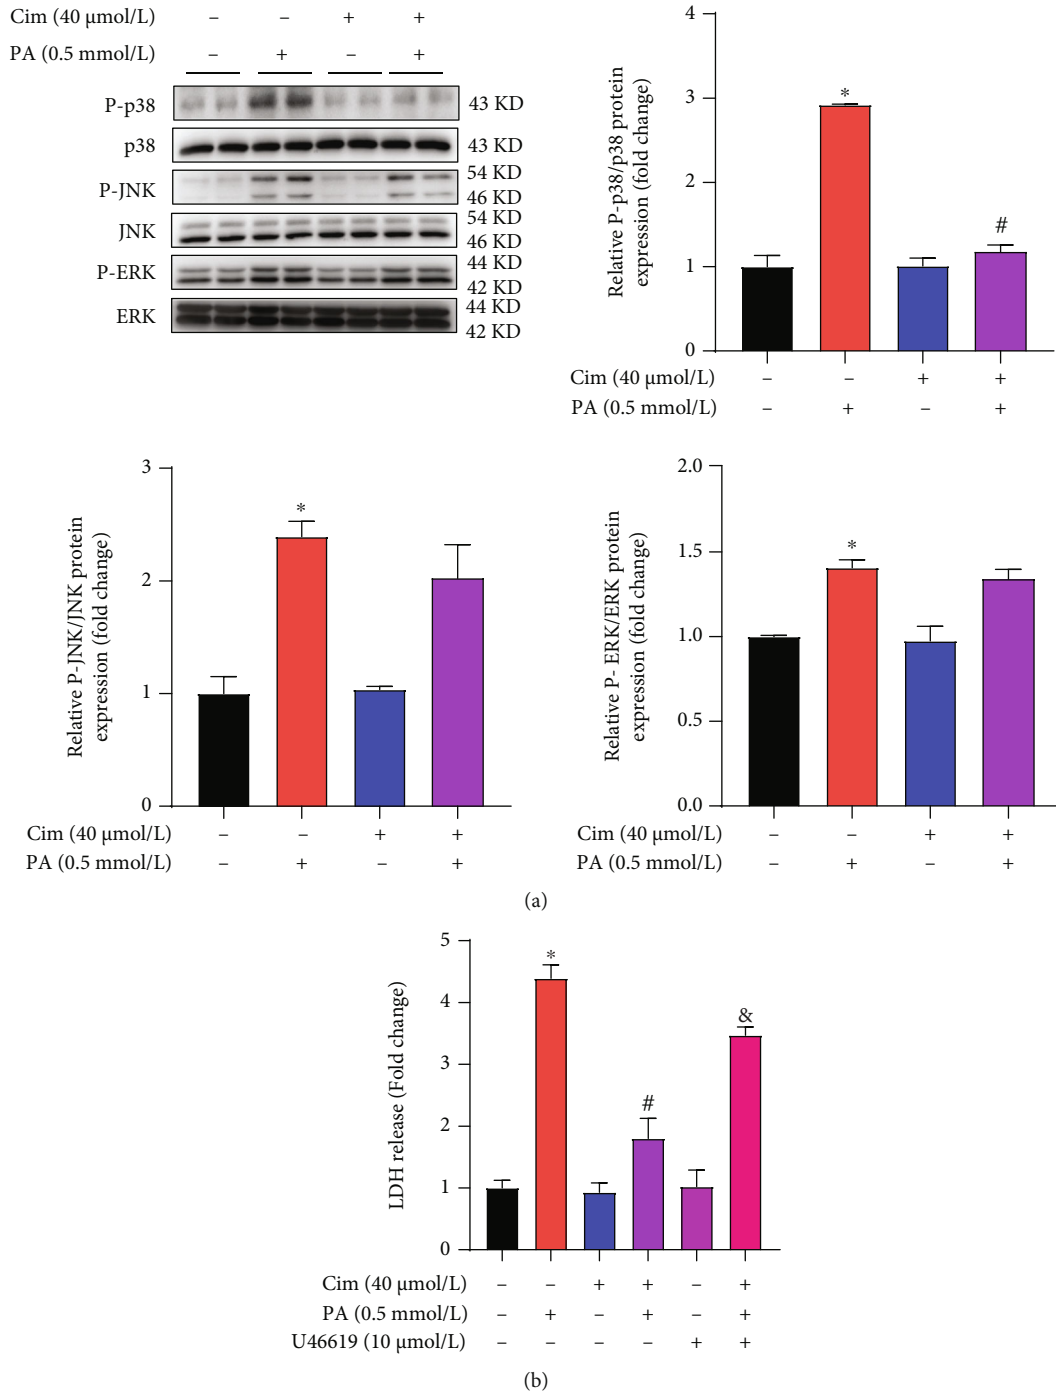 Cim (40 μmol/L) – – + +
PA (0.5 mmol/L) – + – +
P-p38 43 KD
p38 43 KD
P-JNK 54 KD
46 KD
JNK 54 KD
46 KD
P-ERK 44 KD
42 KD
ERK 44 KD
42 KD
Relative P-p38/p38 protein
expression (fold change)
4
3
2
1
0
*
#
Cim (40 μmol/L) – – + +
PA (0.5 mmol/L) – + – +
Relative P-JNK/JNK protein
expression (fold change)
3
2
1
0
*
Cim (40 μmol/L) – – + +
PA (0.5 mmol/L) – + – +
Relative P- ERK/ERK protein
expression (fold change)
2.0
1.5
1.0
0.5
0.0
*
Cim (40 μmol/L) – – + +
PA (0.5 mmol/L) – + – +
(a)
LDH release (Fold change)
5
4
3
2
1
0
*
#
&
Cim (40 μmol/L) – – + + – +
PA (0.5 mmol/L) – + – + – +
U46619 (10 μmol/L) – – – – + +
(b)